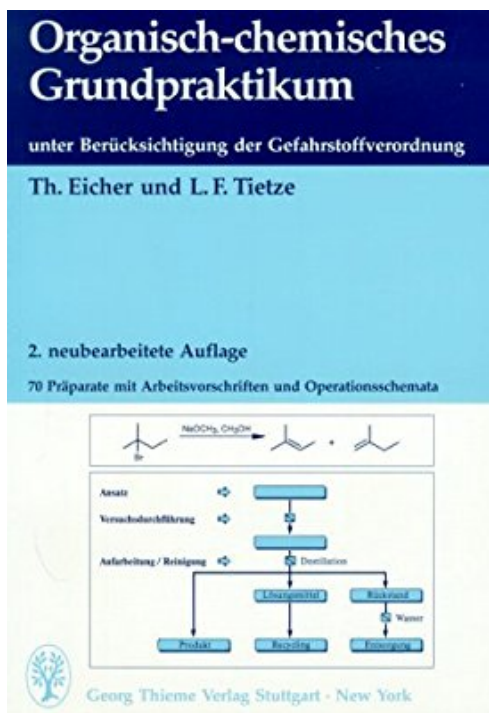 Organisch-chemisches
Grundpraktikum
unter Berücksichtigung der Gefahrstoffverordnung
Th. Eicher und L. F. Tietze
2. neubearbeitete Auflage
70 Präparate mit Arbeitsvorschriften und Operationsschemata
NaOCH₃, CH₃OH
Br
+
Ansatz
Versuchsdurchführung
Aufarbeitung / Reinigung
Destillation
Lösungsmittel
Rückstand
Wasser
Produkt
Recycling
Entsorgung
Georg Thieme Verlag Stuttgart · New York